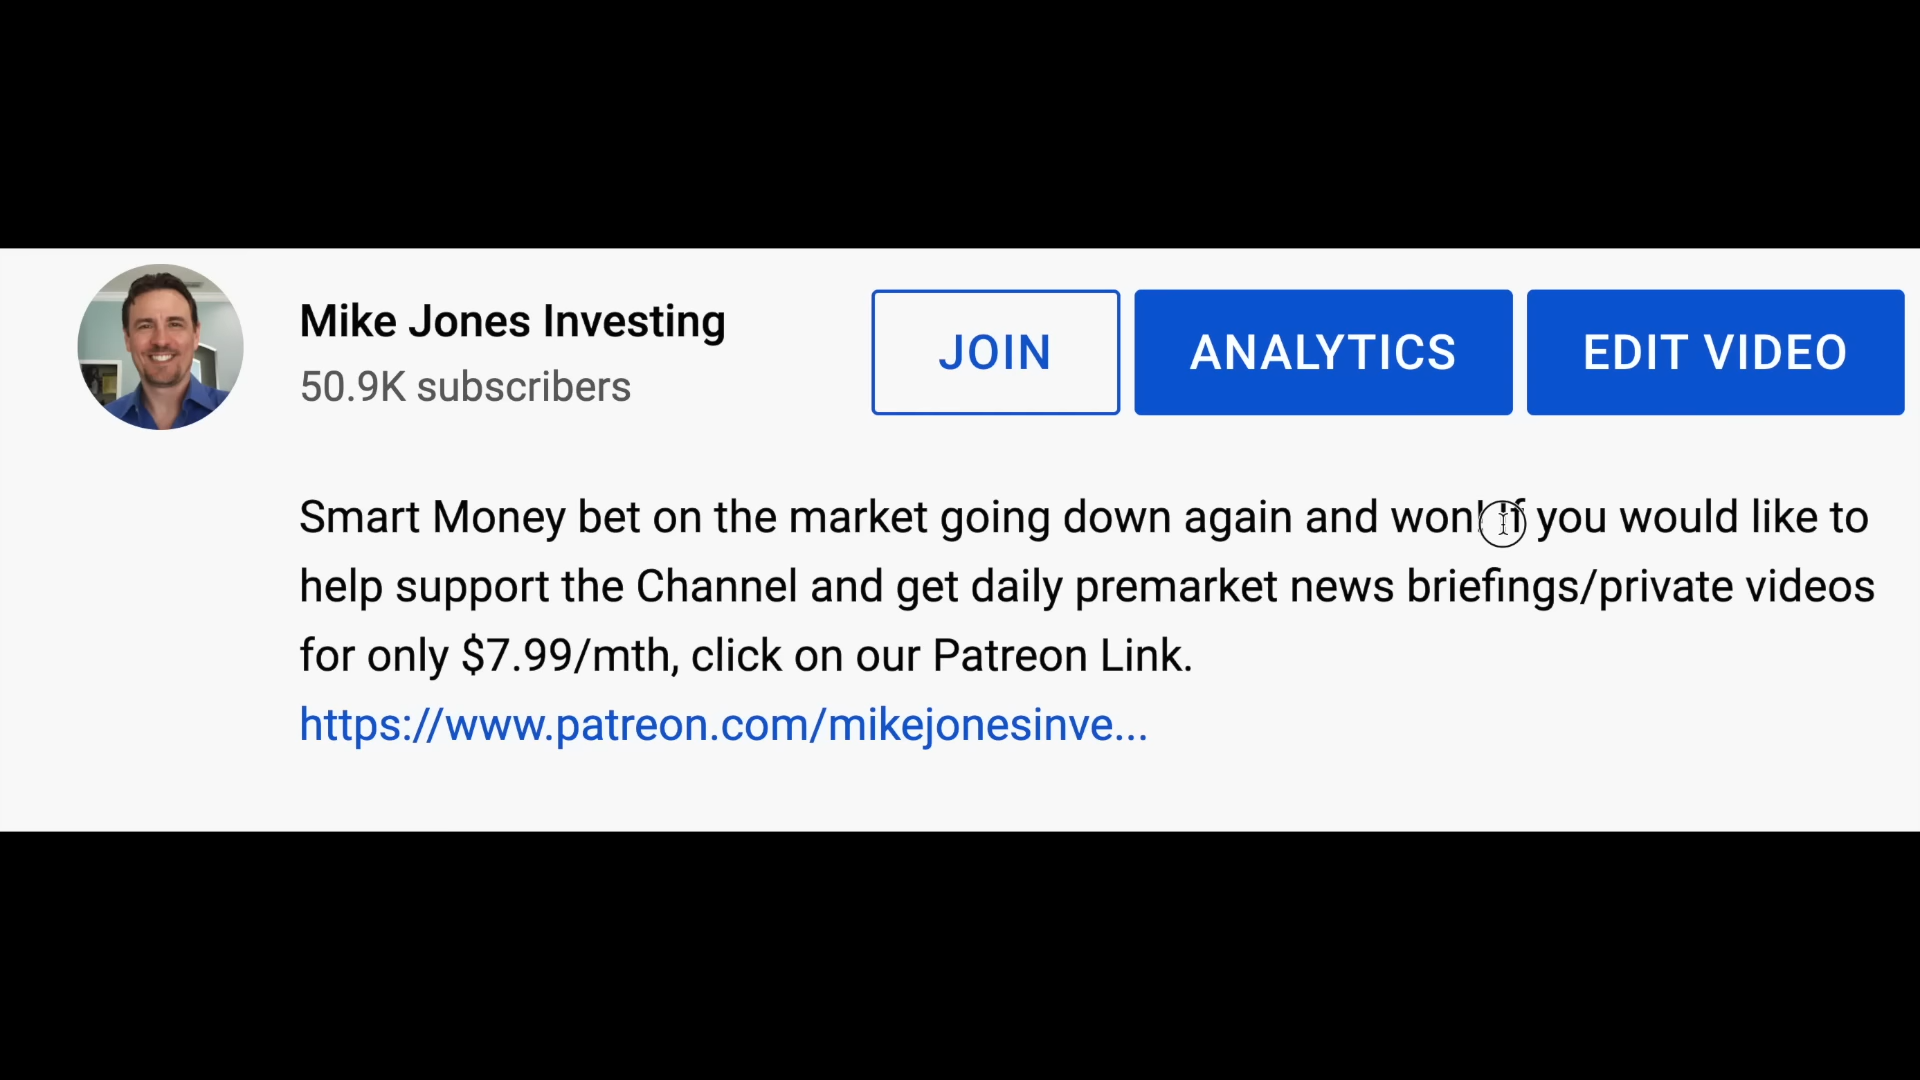 Mike Jones Investing
50.9K subscribers
JOIN
ANALYTICS
EDIT VIDEO
Smart Money bet on the market going down again and won! If you would like to
help support the Channel and get daily premarket news briefings/private videos
for only $7.99/mth, click on our Patreon Link.
https://www.patreon.com/mikejonesinve...